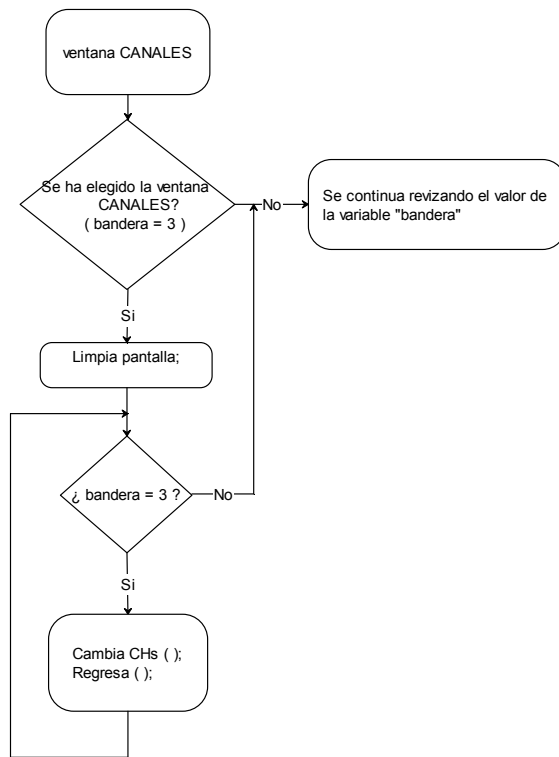 ventana CANALES
Se ha elegido la ventana
CANALES?
( bandera = 3 )
No
Se continua revizando el valor de
la variable "bandera"
Si
Limpia pantalla;
¿ bandera = 3 ?
No
Si
Cambia CHs ( );
Regresa ( );